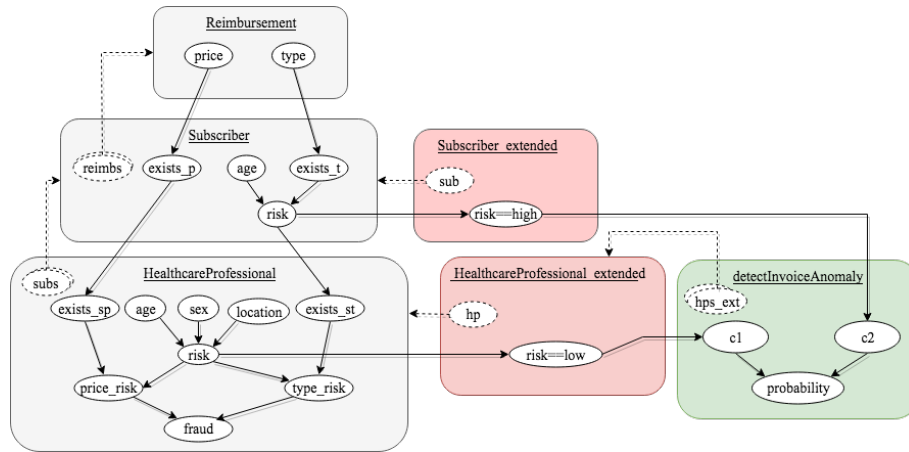 Reimbursement
price
type
Subscriber
reimbs
exists_p
age
exists_t
risk
Subscriber_extended
sub
risk==high
subs
HealthcareProfessional
exists_sp
age
sex
location
exists_st
risk
price_risk
type_risk
fraud
HealthcareProfessional_extended
hp
risk==low
detectInvoiceAnomaly
hps_ext
c1
c2
probability